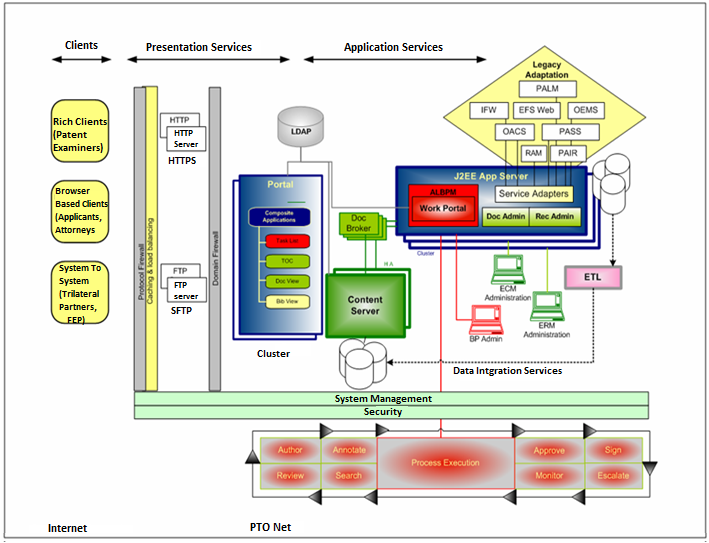 Clients
Presentation Services
Application Services
Legacy
Adaptation
PALM
IFW
EFS Web
OEMS
OACS
PASS
RAM
PAIR
Rich Clients
(Patent
Examiners)
HTTP
HTTP
Server
HTTPS
LDAP
J2EE App Server
ALBPM
Work Portal
Service Adapters
Doc Admin
Rec Admin
Cluster
Browser
Based Clients
(Applicants,
Attorneys
Portal
Composite
Applications
Task List
TOC
Doc View
Bib View
Cluster
Doc
Broker
H A
Content
Server
System To
System
(Trilateral
Partners,
FEP)
Protocol Firewall
Caching & load balancing
FTP
FTP
server
SFTP
Domain Firewall
ECM
Administration
BP Admin
ERM
Administration
ETL
Data Intgration Services
System Management
Security
Author
Annotate
Process Execution
Approve
Sign
Review
Search
Monitor
Escalate
Internet
PTO Net